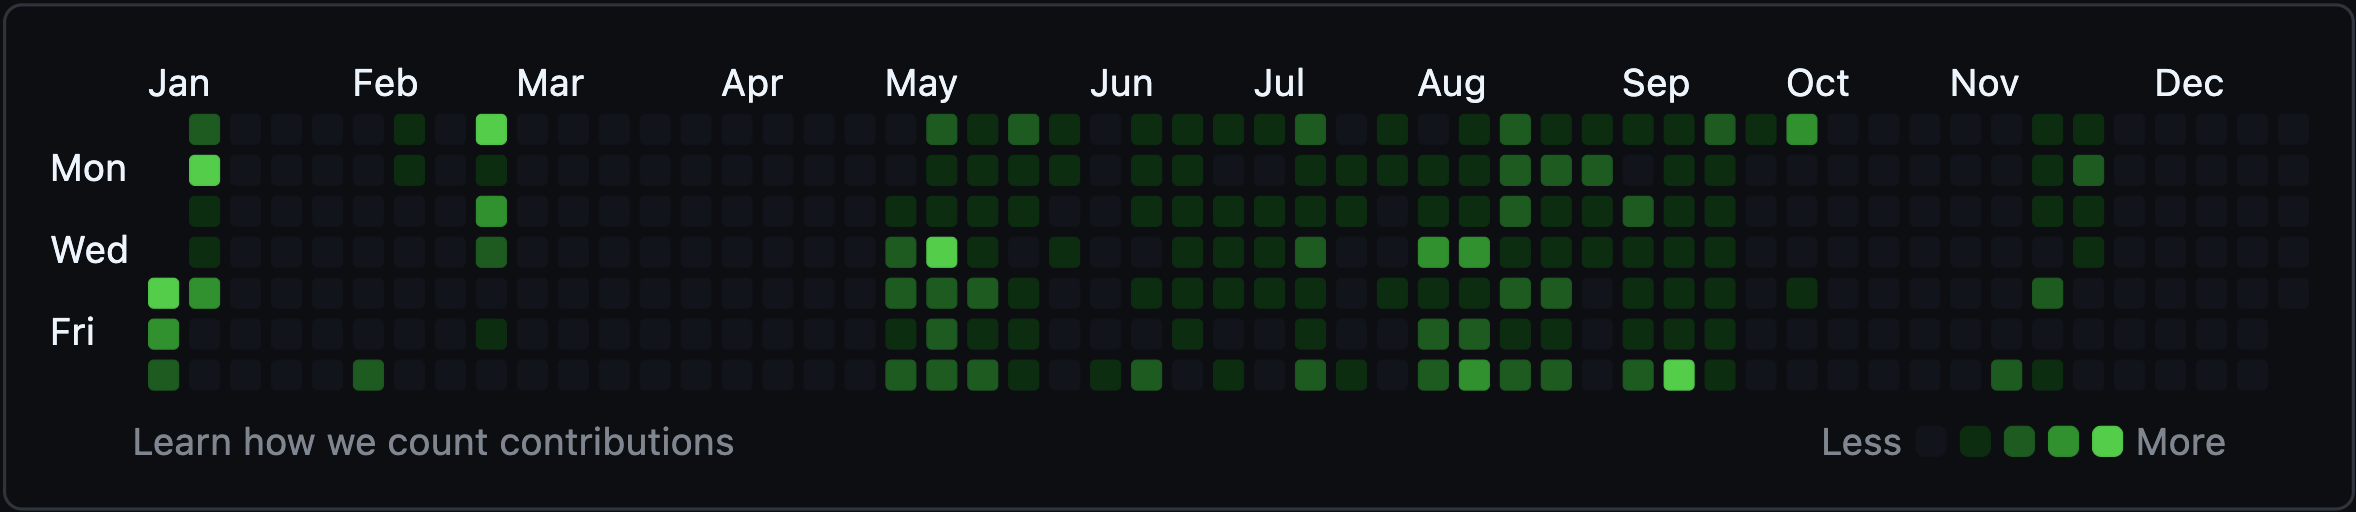 Jan Feb Mar Apr May Jun Jul Aug Sep Oct Nov Dec
Mon
Wed
Fri
Learn how we count contributions Less More